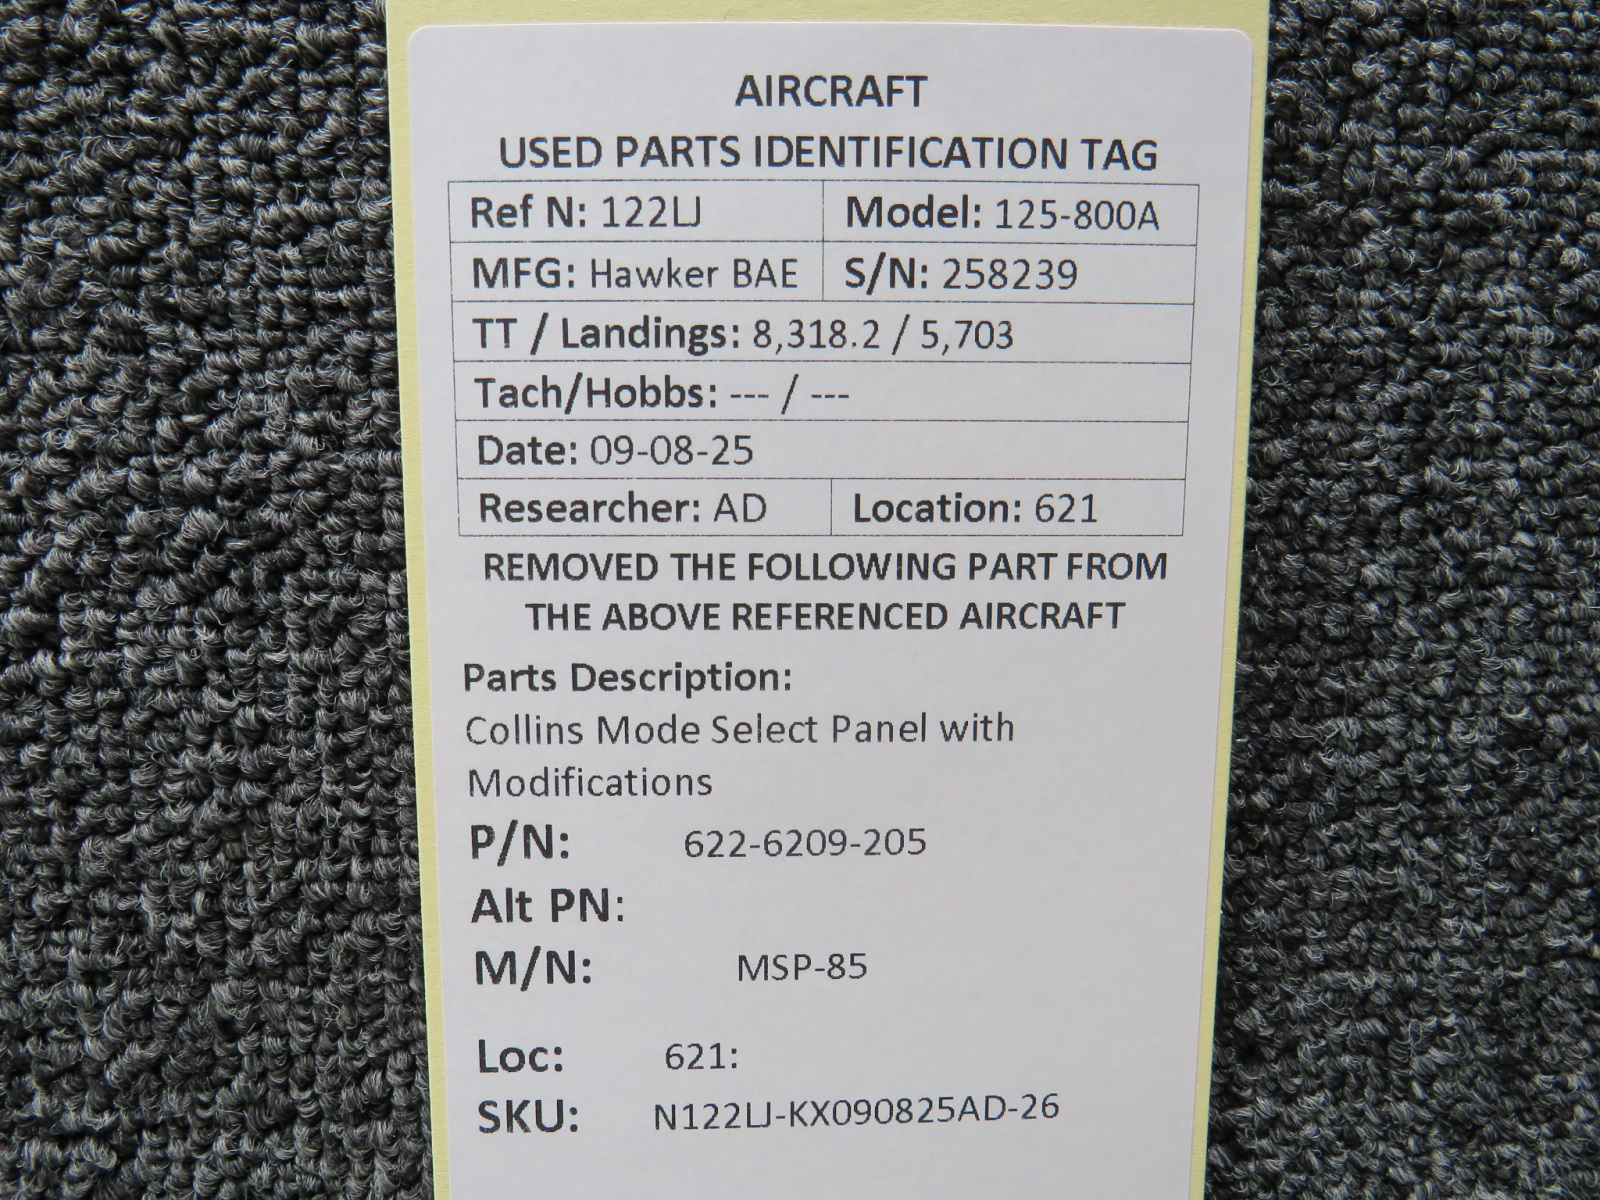 AIRCRAFT
USED PARTS IDENTIFICATION TAG
Ref N: 122LJ Model: 125-800A
MFG: Hawker BAE S/N: 258239
TT / Landings: 8,318.2 / 5,703
Tach/Hobbs: --- / ---
Date: 09-08-25
Researcher: AD Location: 621
REMOVED THE FOLLOWING PART FROM
THE ABOVE REFERENCED AIRCRAFT
Parts Description:
Collins Mode Select Panel with
Modifications
P/N: 622-6209-205
Alt PN:
M/N: MSP-85
Loc: 621:
SKU: N122LJ-KX090825AD-26